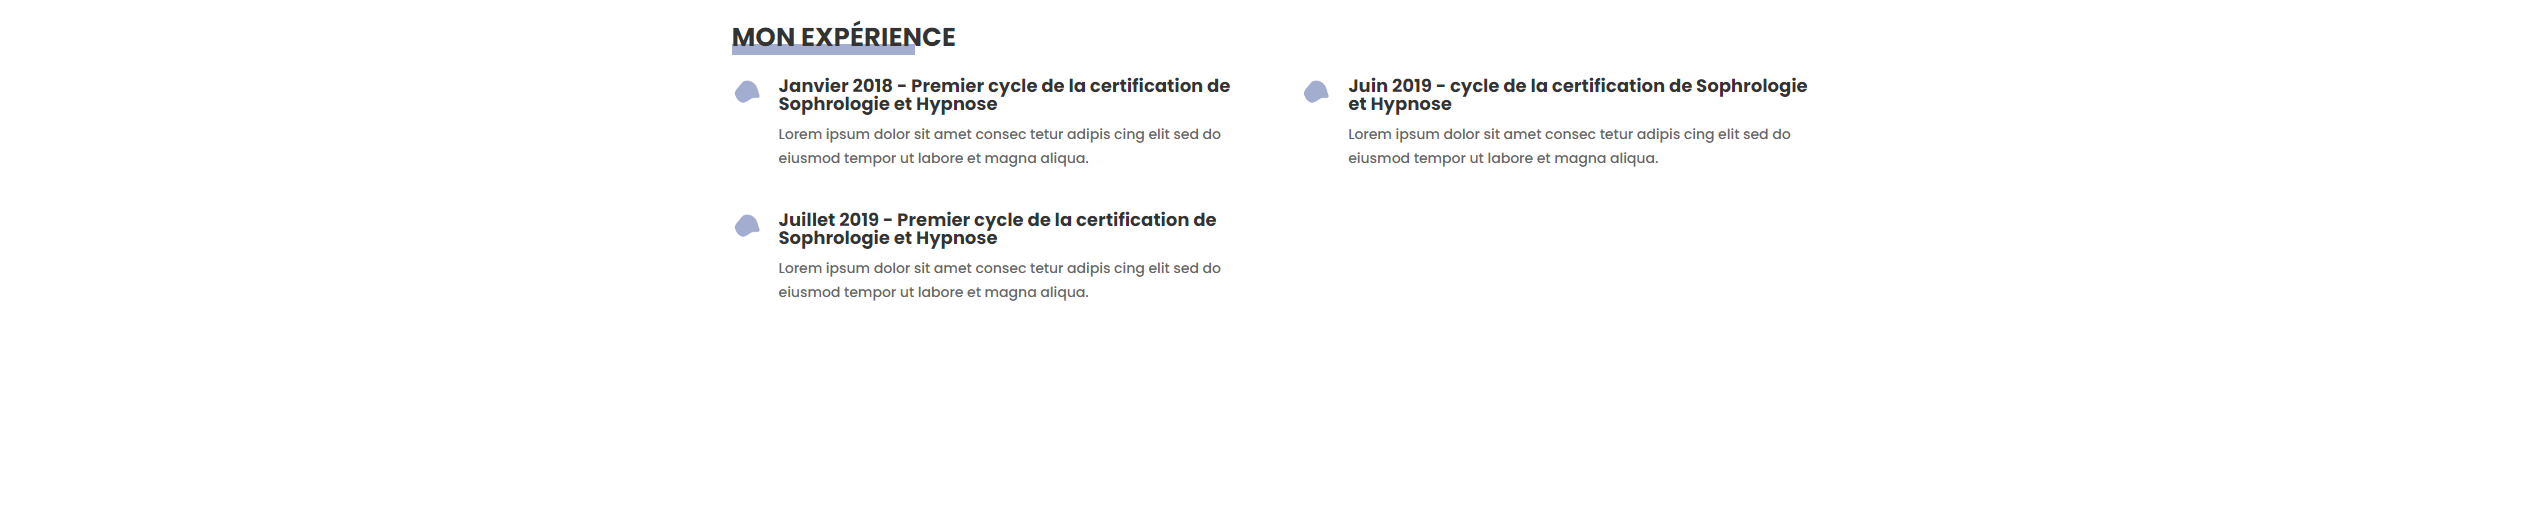 MON EXPÉRIENCE
Janvier 2018 - Premier cycle de la certification de
Sophrologie et Hypnose
Lorem ipsum dolor sit amet consec tetur adipis cing elit sed do
eiusmod tempor ut labore et magna aliqua.
Juin 2019 - cycle de la certification de Sophrologie
et Hypnose
Lorem ipsum dolor sit amet consec tetur adipis cing elit sed do
eiusmod tempor ut labore et magna aliqua.
Juillet 2019 - Premier cycle de la certification de
Sophrologie et Hypnose
Lorem ipsum dolor sit amet consec tetur adipis cing elit sed do
eiusmod tempor ut labore et magna aliqua.